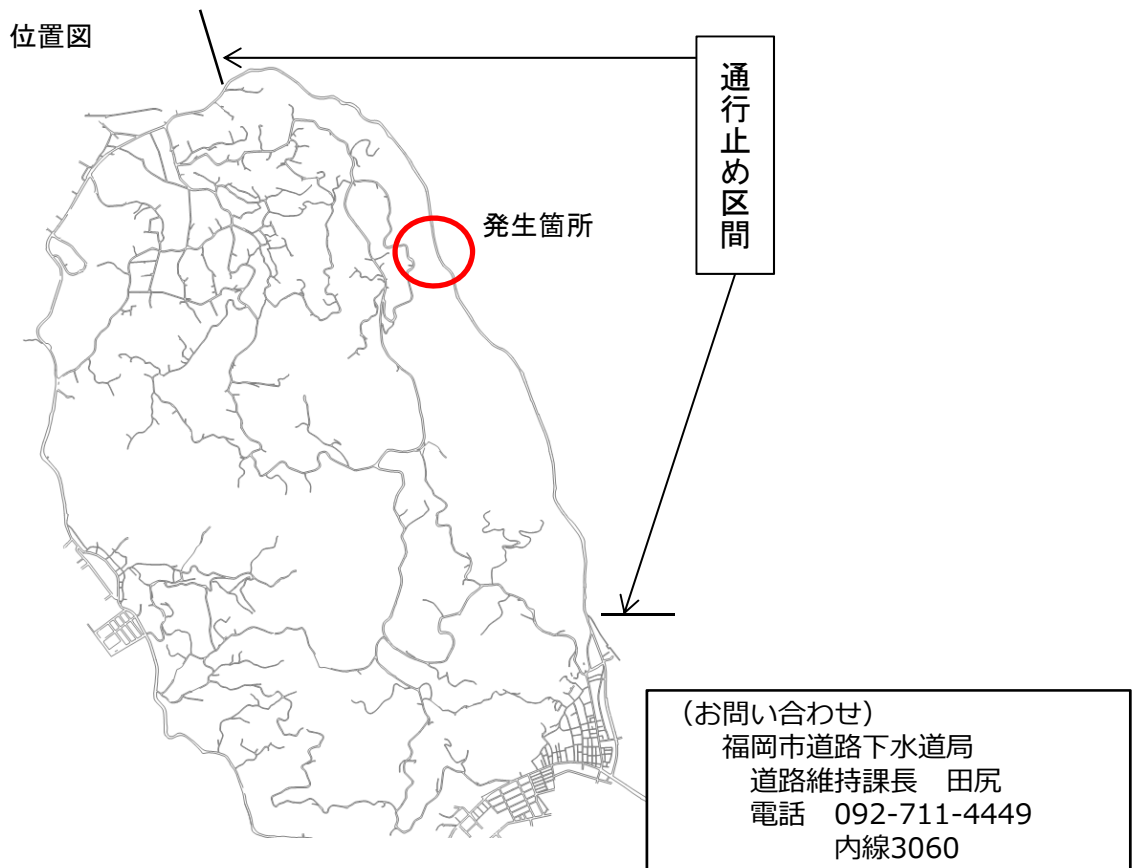 位置図
通行止め区間
発生箇所
（お問い合わせ）
福岡市道路下水道局
道路維持課長　田尻
電話　092-711-4449
内線3060